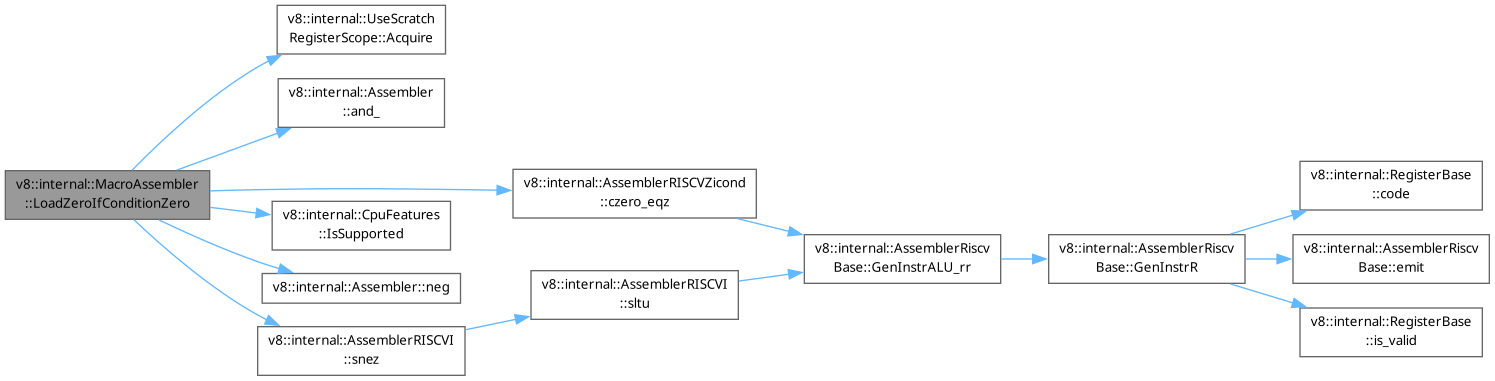 v8::internal::MacroAssembler
::LoadZeroIfConditionZero
v8::internal::UseScratch
RegisterScope::Acquire
v8::internal::Assembler
::and_
v8::internal::AssemblerRISCVZicond
::czero_eqz
v8::internal::CpuFeatures
::IsSupported
v8::internal::Assembler::neg
v8::internal::AssemblerRISCVI
::snez
v8::internal::AssemblerRISCVI
::sltu
v8::internal::AssemblerRiscv
Base::GenInstrALU_rr
v8::internal::AssemblerRiscv
Base::GenInstrR
v8::internal::RegisterBase
::code
v8::internal::AssemblerRiscv
Base::emit
v8::internal::RegisterBase
::is_valid